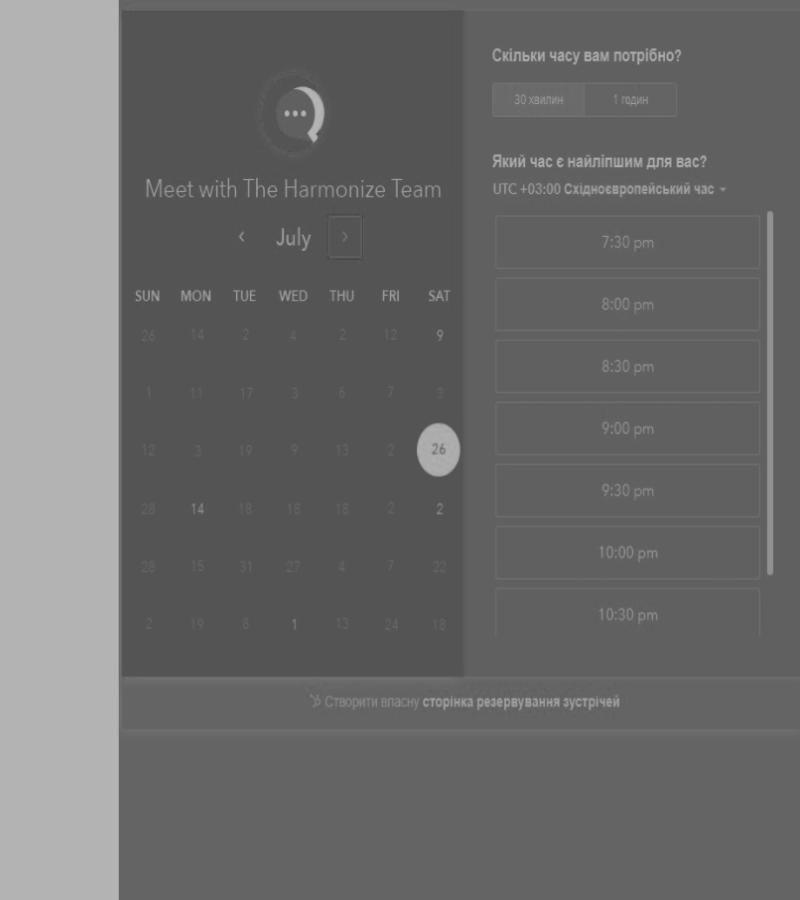 Meet with The Harmonize Team
‹ July ›
SUN MON TUE WED THU FRI SAT
26 14 2 4 2 12 9
1 11 17 3 6 7 3
12 3 19 9 13 2 26
28 14 18 18 18 2 2
28 15 31 27 4 7 22
2 19 8 1 13 24 18
Скільки часу вам потрібно?
30 хвилин 1 годин
Який час є найліпшим для вас?
UTC +03:00 Східноєвропейський час
7:30 pm
8:00 pm
8:30 pm
9:00 pm
9:30 pm
10:00 pm
10:30 pm
Створити власну сторінка резервування зустрічей